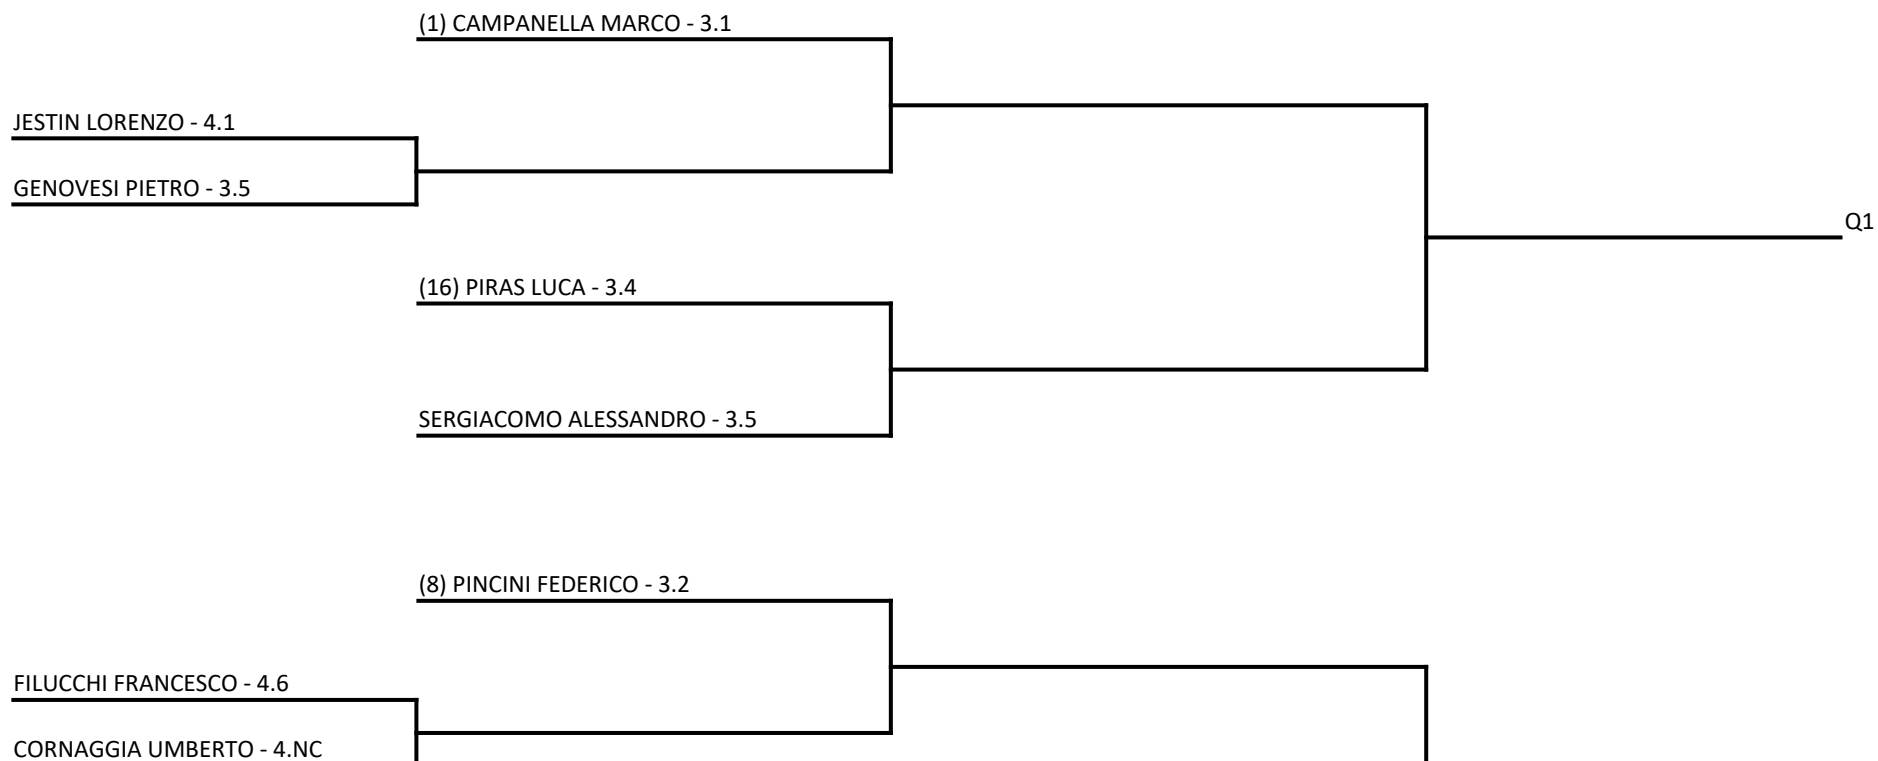 (1) CAMPANELLA MARCO - 3.1
JESTIN LORENZO - 4.1
GENOVESI PIETRO - 3.5
Q1
(16) PIRAS LUCA - 3.4
SERGIACOMO ALESSANDRO - 3.5
(8) PINCINI FEDERICO - 3.2
FILUCCHI FRANCESCO - 4.6
CORNAGGIA UMBERTO - 4.NC